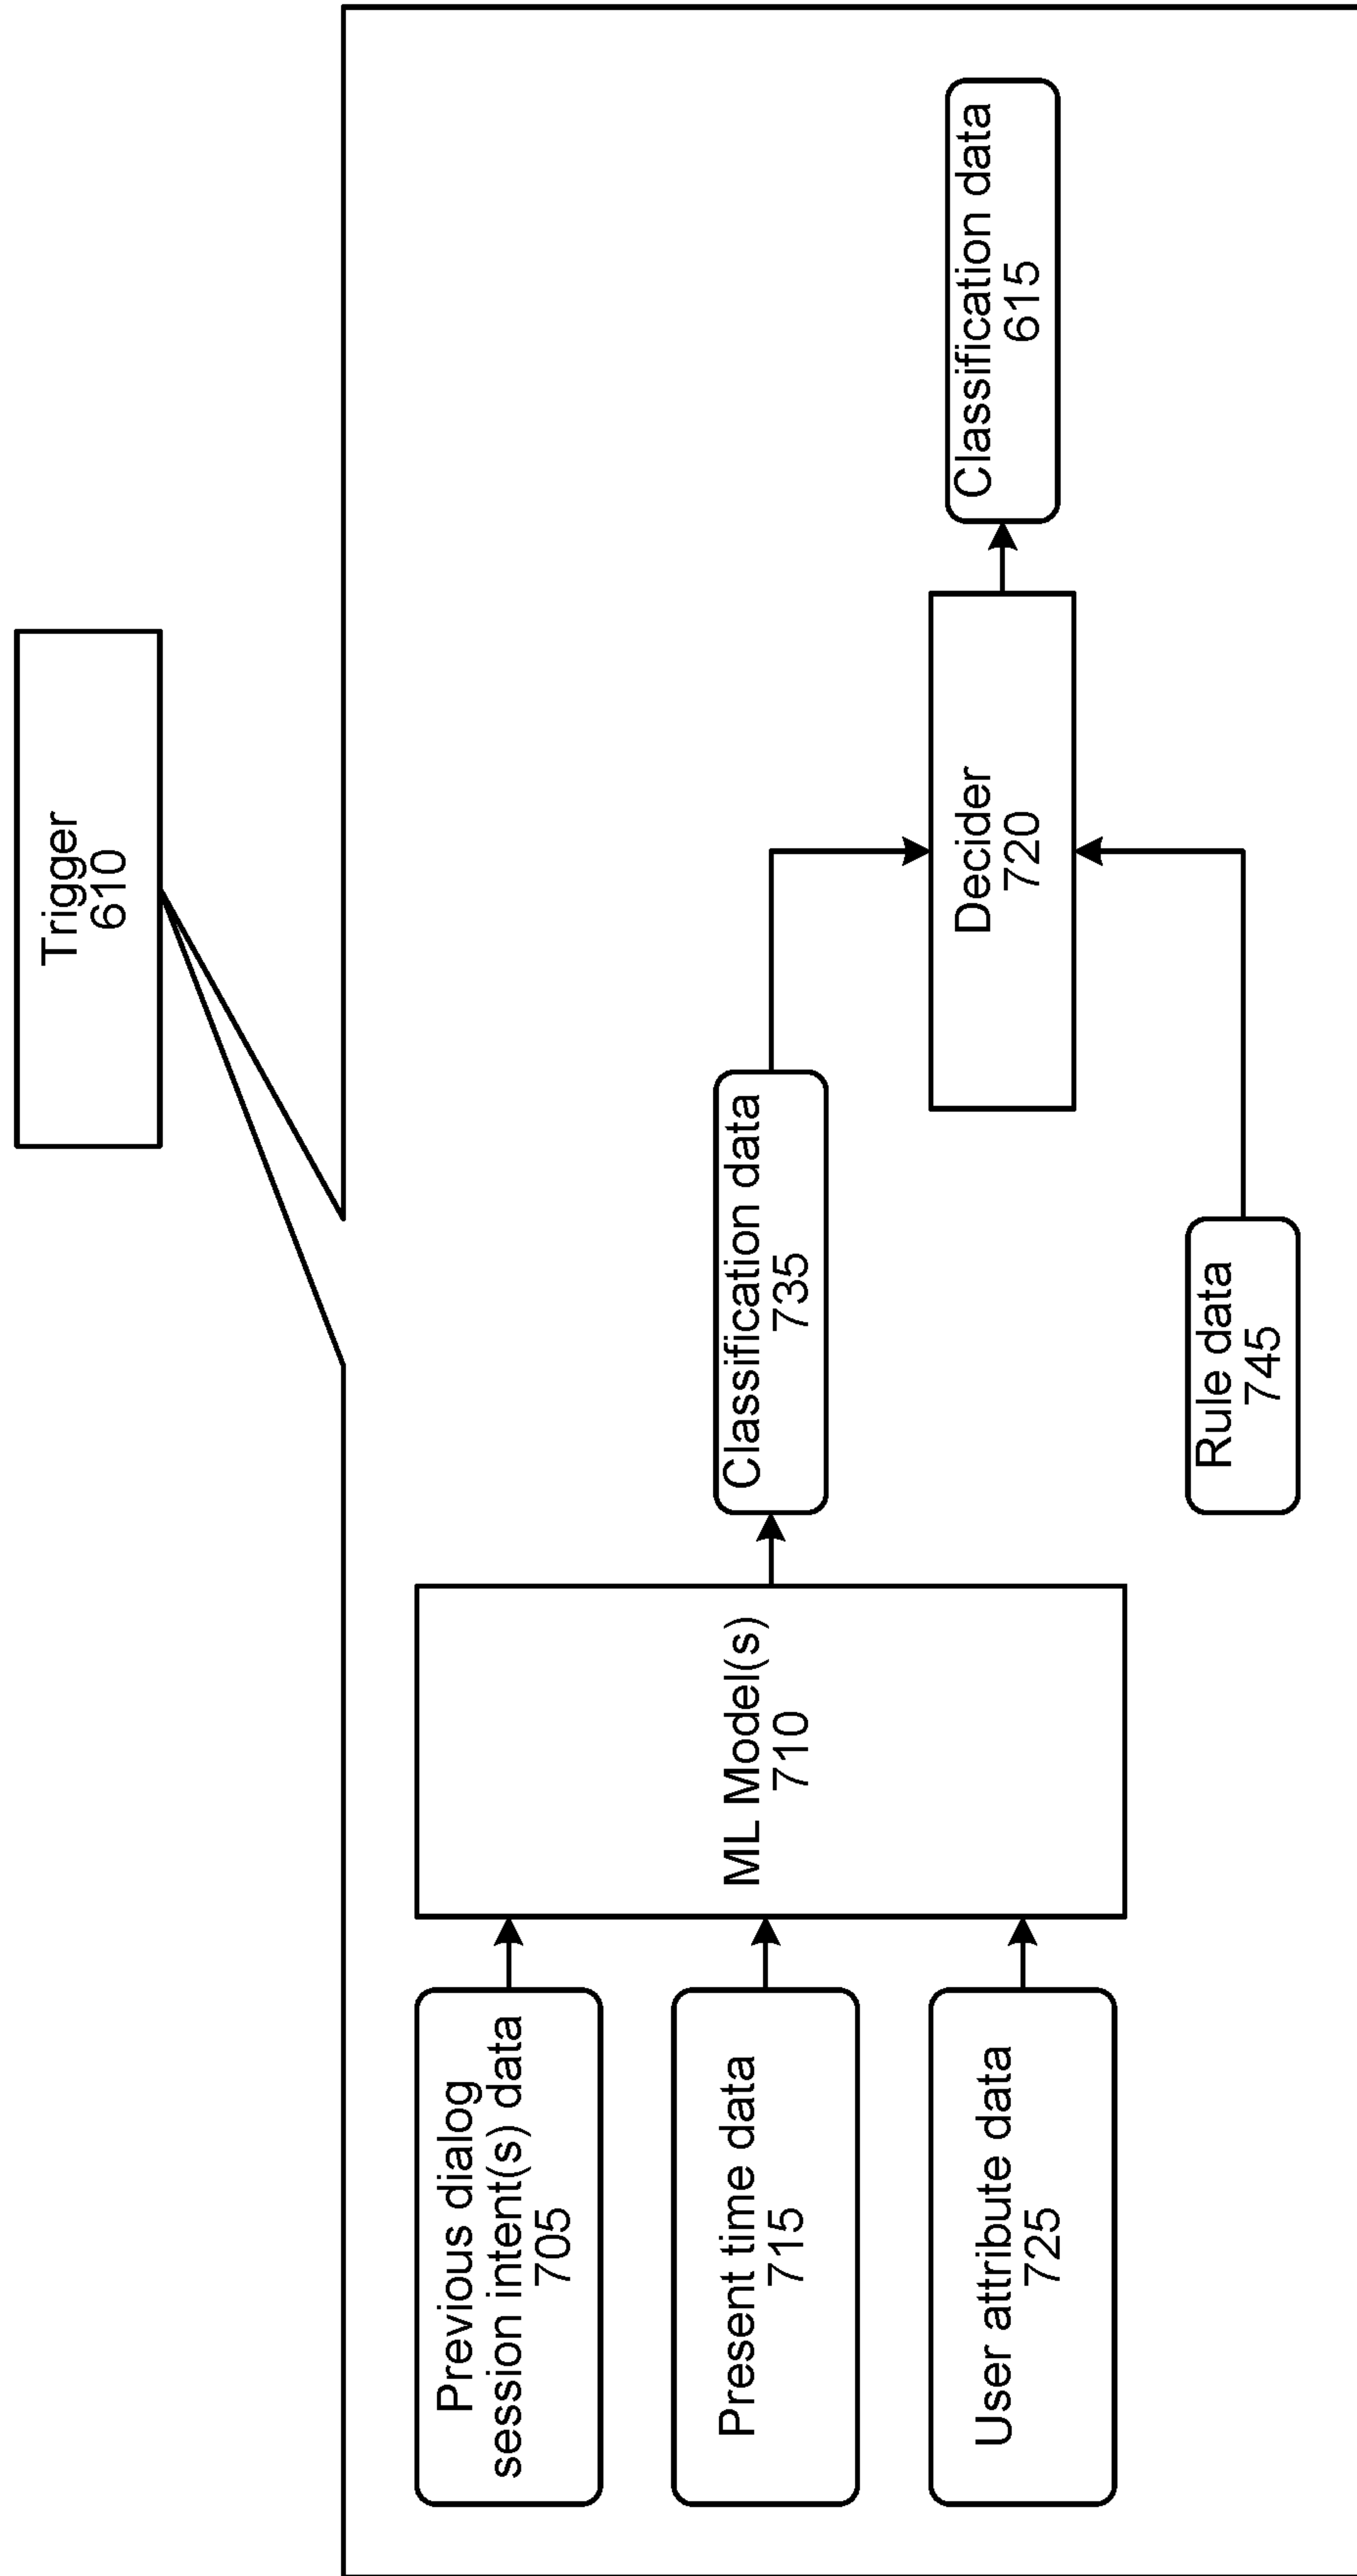 Trigger
610
Previous dialog
session intent(s) data
705
Present time data
715
User attribute data
725
ML Model(s)
710
Classification data
735
Rule data
745
Decider
720
Classification data
615